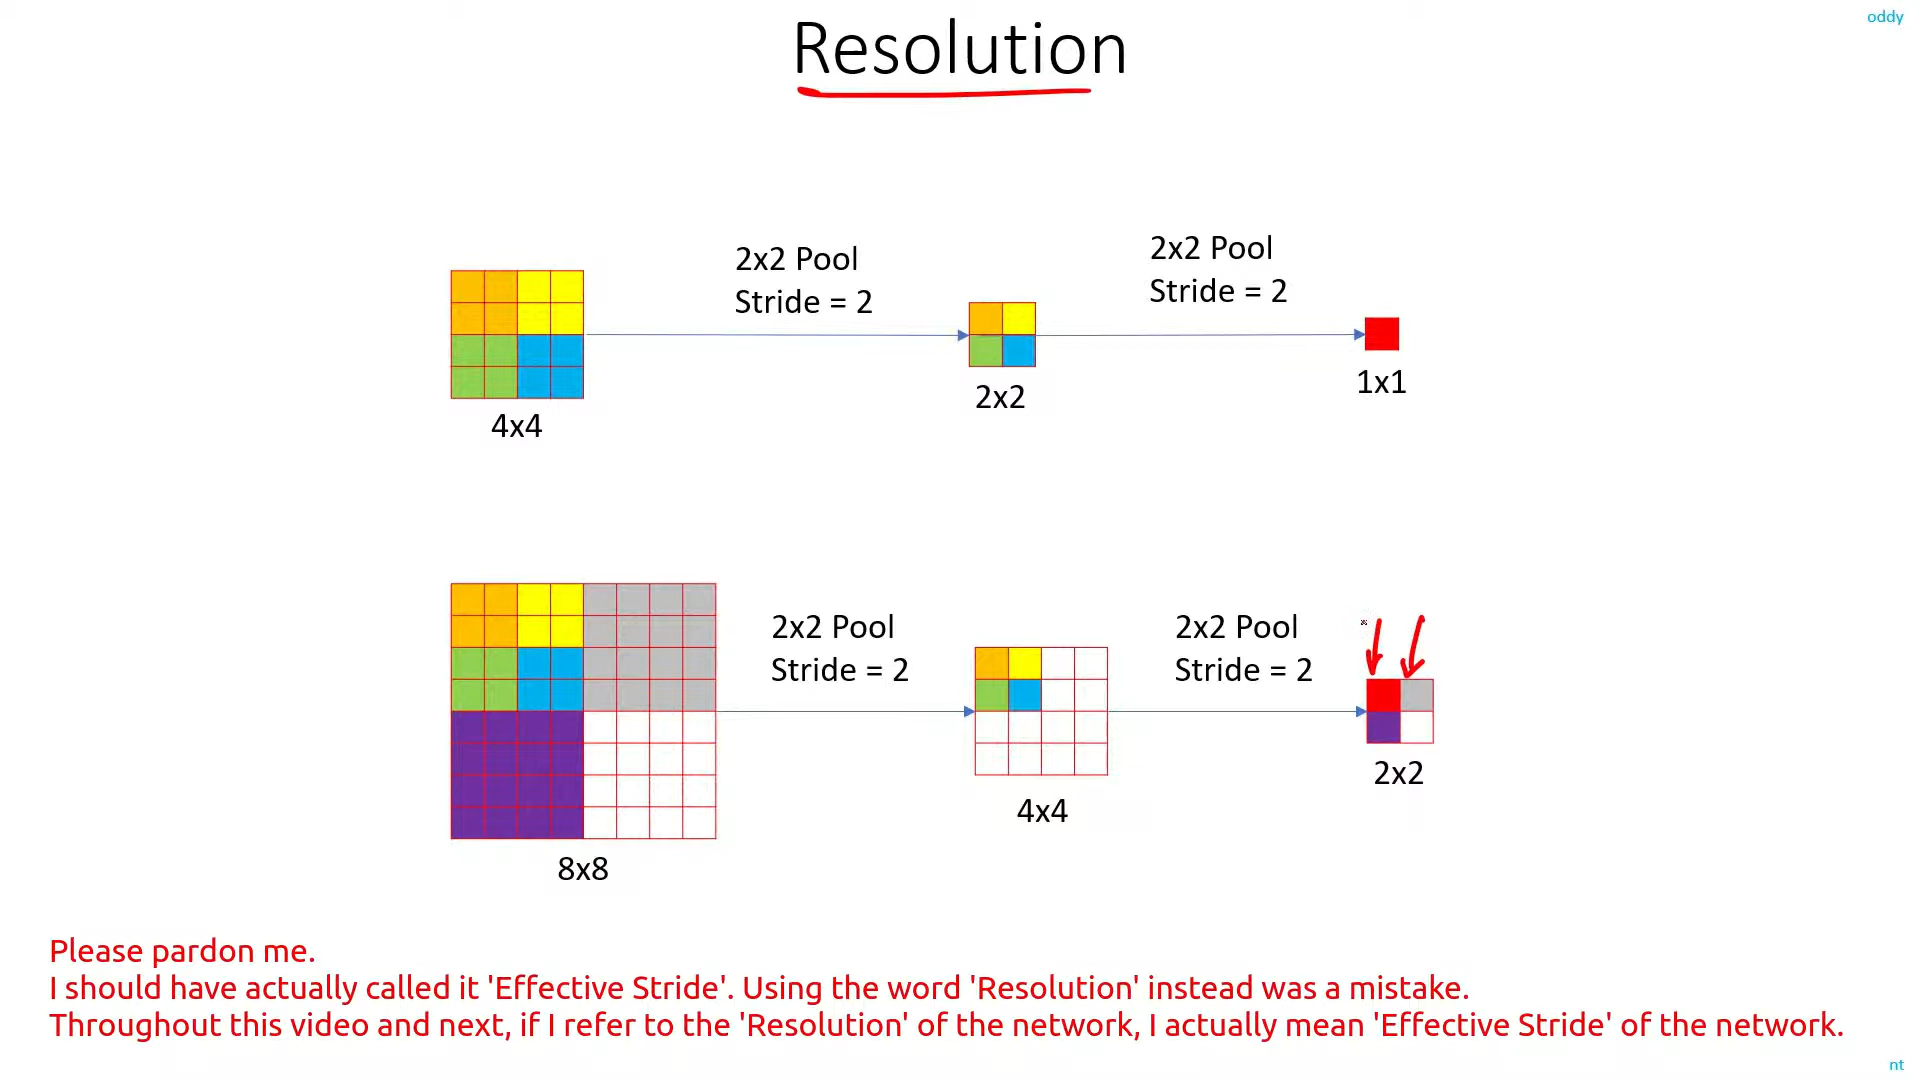 oddy
Resolution
2x2 Pool
Stride = 2
2x2 Pool
Stride = 2
4x4
2x2
1x1
2x2 Pool
Stride = 2
2x2 Pool
Stride = 2
8x8
4x4
2x2
Please pardon me.
I should have actually called it 'Effective Stride'. Using the word 'Resolution' instead was a mistake.
Throughout this video and next, if I refer to the 'Resolution' of the network, I actually mean 'Effective Stride' of the network.
nt